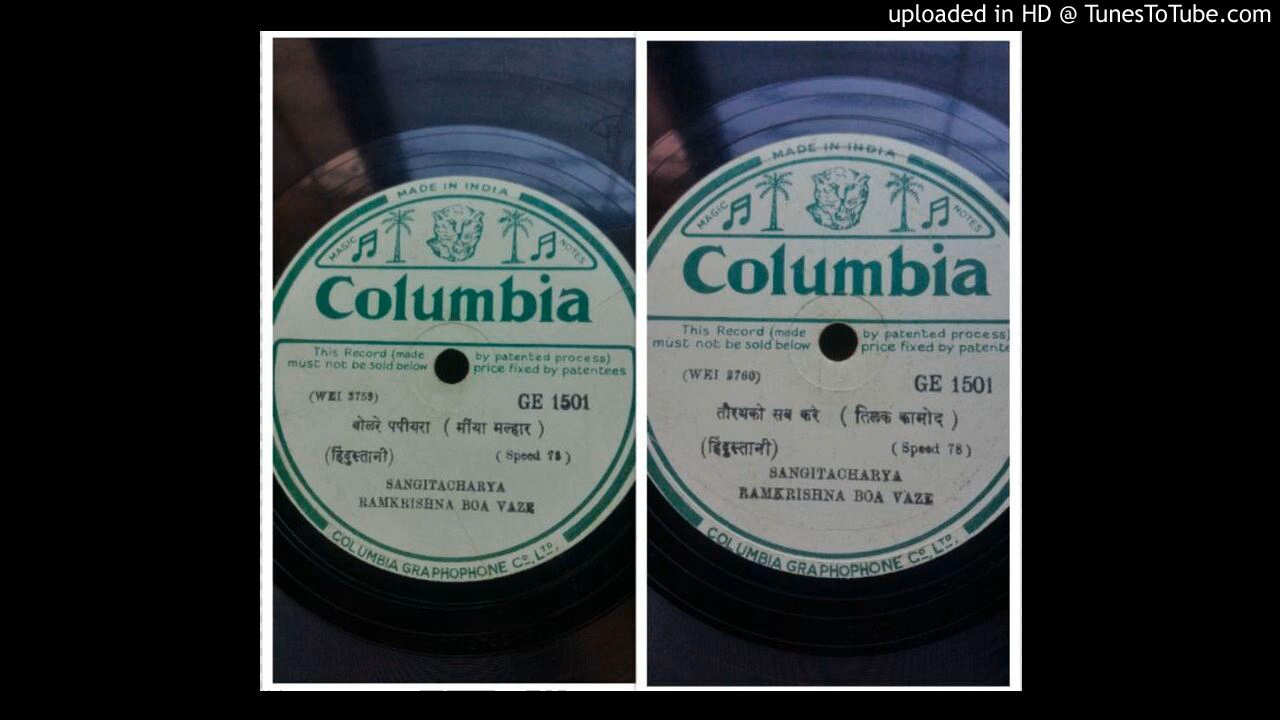 uploaded in HD @ TunesToTube.com
MADE IN INDIA
MAGIC NOTES
Columbia
This Record (made by patented process)
must not be sold below price fixed by patentees
(WEI 3759)
GE 1501
बोलरे पपीयरा ( मींया मल्हार )
(हिंदुस्तानी) ( Speed 78 )
SANGITACHARYA
RAMKRISHNA BOA VAZE
COLUMBIA GRAPHOPHONE CO., LTD.
MADE IN INDIA
MAGIC NOTES
Columbia
This Record (made by patented process)
must not be sold below price fixed by patente
(WEI 3760)
GE 1501
तीरथको सब करे ( तिलक कामोद )
(हिंदुस्तानी) ( Speed 78 )
SANGITACHARYA
RAMKRISHNA BOA VAZE
COLUMBIA GRAPHOPHONE CO., LTD.